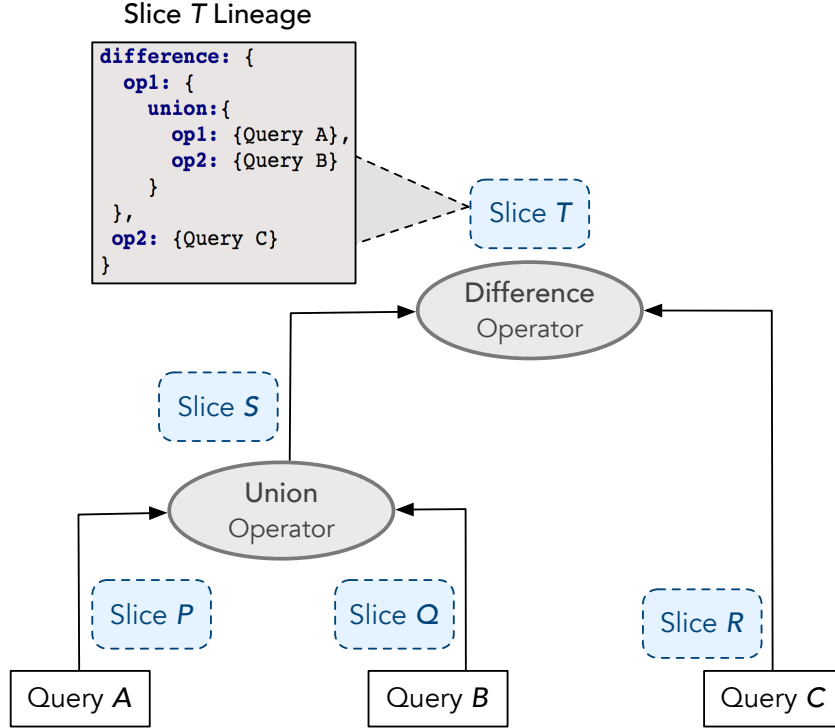 Slice T Lineage
difference: {
op1: {
union:{
op1: {Query A},
op2: {Query B}
}
},
op2: {Query C}
}
Slice T
Difference
Operator
Slice S
Union
Operator
Slice P
Slice Q
Slice R
Query A
Query B
Query C